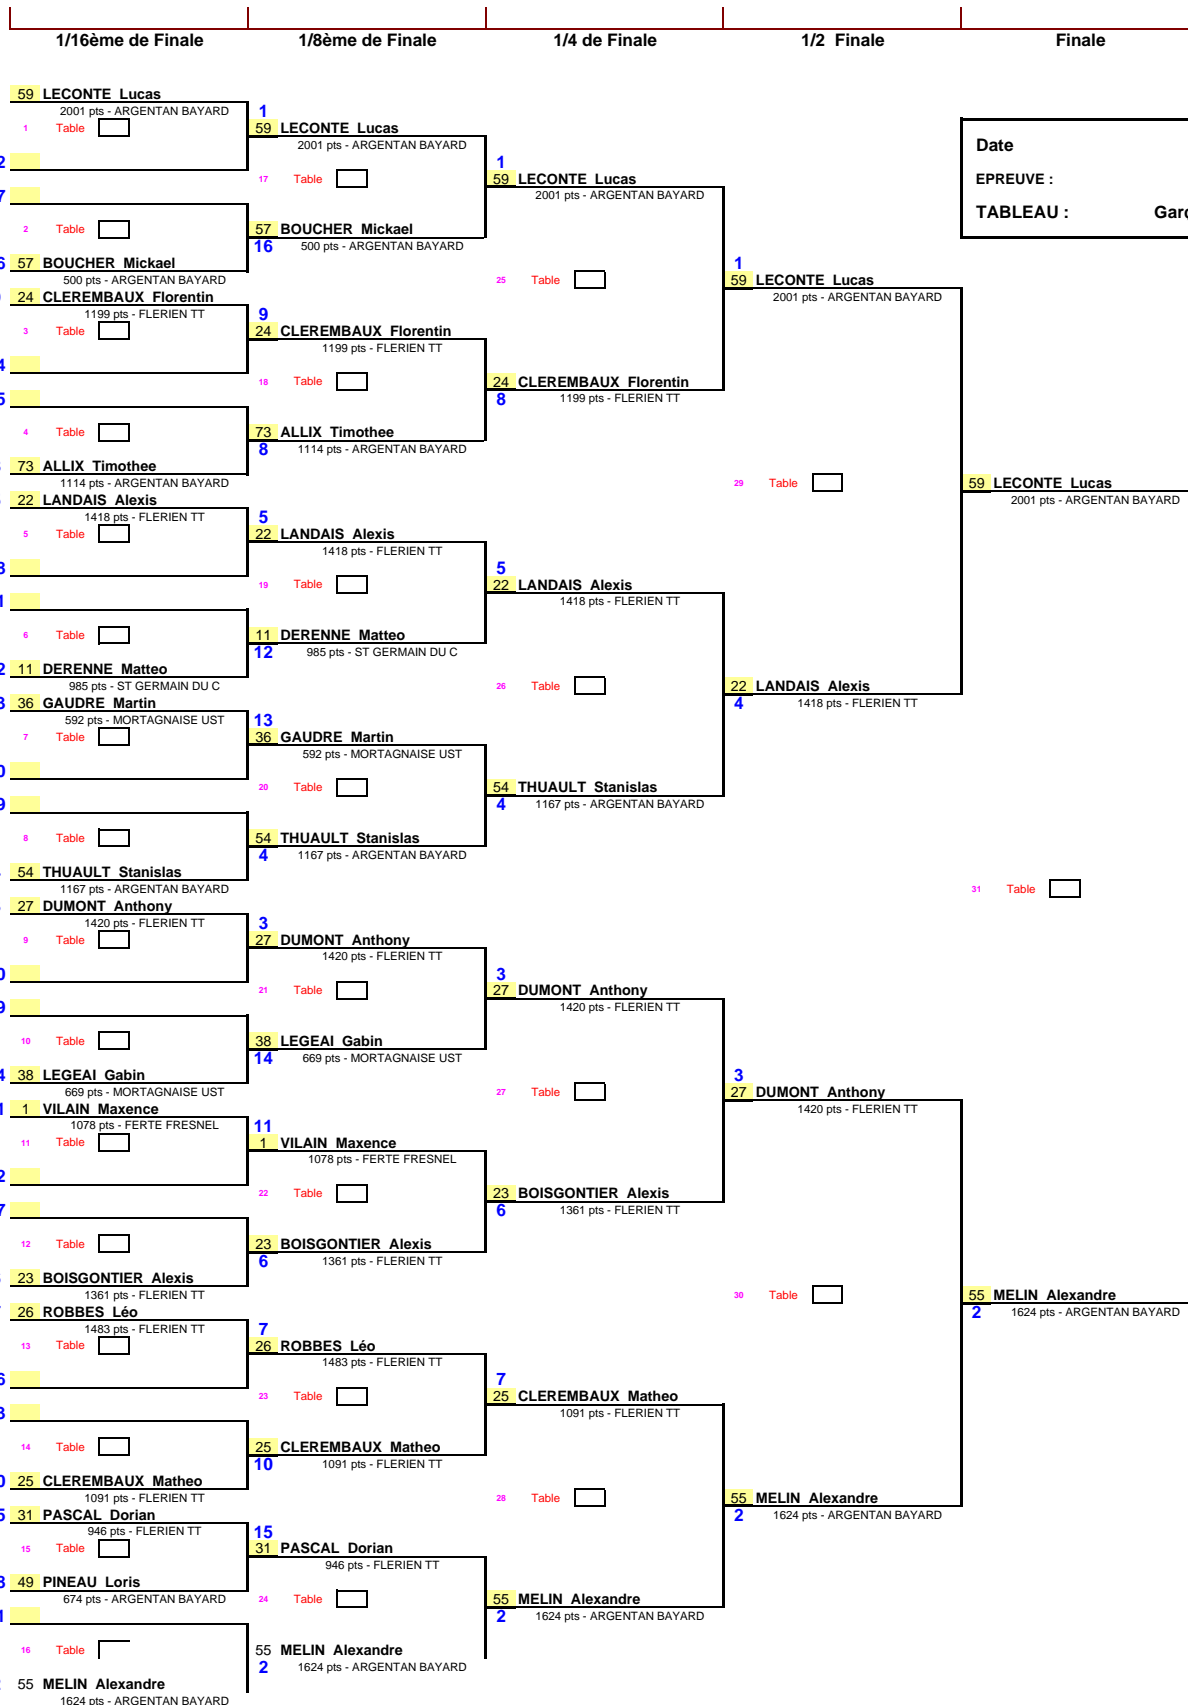 1/16ème de Finale
1/8ème de Finale
1/4 de Finale
1/2 Finale
Finale
Date
EPREUVE :
TABLEAU :
59 LECONTE Lucas
2001 pts - ARGENTAN BAYARD
1 Table
2 Table
57 BOUCHER Mickael
500 pts - ARGENTAN BAYARD
24 CLEREMBAUX Florentin
1199 pts - FLERIEN TT
3 Table
4 Table
73 ALLIX Timothee
1114 pts - ARGENTAN BAYARD
22 LANDAIS Alexis
1418 pts - FLERIEN TT
5 Table
6 Table
11 DERENNE Matteo
985 pts - ST GERMAIN DU C
36 GAUDRE Martin
592 pts - MORTAGNAISE UST
7 Table
8 Table
54 THUAULT Stanislas
1167 pts - ARGENTAN BAYARD
27 DUMONT Anthony
1420 pts - FLERIEN TT
9 Table
10 Table
38 LEGEAI Gabin
669 pts - MORTAGNAISE UST
1 VILAIN Maxence
1078 pts - FERTE FRESNEL
11 Table
12 Table
23 BOISGONTIER Alexis
1361 pts - FLERIEN TT
26 ROBBES Léo
1483 pts - FLERIEN TT
13 Table
14 Table
25 CLEREMBAUX Matheo
1091 pts - FLERIEN TT
31 PASCAL Dorian
946 pts - FLERIEN TT
15 Table
49 PINEAU Loris
674 pts - ARGENTAN BAYARD
16 Table
55 MELIN Alexandre
1624 pts - ARGENTAN BAYARD
1
59 LECONTE Lucas
2001 pts - ARGENTAN BAYARD
17 Table
57 BOUCHER Mickael
16 500 pts - ARGENTAN BAYARD
9
24 CLEREMBAUX Florentin
1199 pts - FLERIEN TT
18 Table
73 ALLIX Timothee
8 1114 pts - ARGENTAN BAYARD
5
22 LANDAIS Alexis
1418 pts - FLERIEN TT
19 Table
11 DERENNE Matteo
12 985 pts - ST GERMAIN DU C
13
36 GAUDRE Martin
592 pts - MORTAGNAISE UST
20 Table
54 THUAULT Stanislas
4 1167 pts - ARGENTAN BAYARD
3
27 DUMONT Anthony
1420 pts - FLERIEN TT
21 Table
38 LEGEAI Gabin
14 669 pts - MORTAGNAISE UST
11
1 VILAIN Maxence
1078 pts - FERTE FRESNEL
22 Table
23 BOISGONTIER Alexis
6 1361 pts - FLERIEN TT
7
26 ROBBES Léo
1483 pts - FLERIEN TT
23 Table
25 CLEREMBAUX Matheo
10 1091 pts - FLERIEN TT
15
31 PASCAL Dorian
946 pts - FLERIEN TT
24 Table
55 MELIN Alexandre
2 1624 pts - ARGENTAN BAYARD
1
59 LECONTE Lucas
2001 pts - ARGENTAN BAYARD
25 Table
24 CLEREMBAUX Florentin
8 1199 pts - FLERIEN TT
5
22 LANDAIS Alexis
1418 pts - FLERIEN TT
26 Table
54 THUAULT Stanislas
4 1167 pts - ARGENTAN BAYARD
3
27 DUMONT Anthony
1420 pts - FLERIEN TT
27 Table
23 BOISGONTIER Alexis
6 1361 pts - FLERIEN TT
7
25 CLEREMBAUX Matheo
1091 pts - FLERIEN TT
28 Table
55 MELIN Alexandre
2 1624 pts - ARGENTAN BAYARD
1
59 LECONTE Lucas
2001 pts - ARGENTAN BAYARD
29 Table
22 LANDAIS Alexis
4 1418 pts - FLERIEN TT
3
27 DUMONT Anthony
1420 pts - FLERIEN TT
30 Table
55 MELIN Alexandre
2 1624 pts - ARGENTAN BAYARD
59 LECONTE Lucas
2001 pts - ARGENTAN BAYARD
31 Table
55 MELIN Alexandre
2 1624 pts - ARGENTAN BAYARD